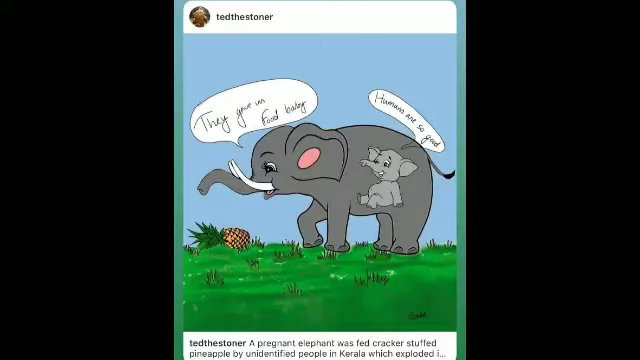 tedthestoner
They gave us
food baby
Humans are so good
tedthestoner A pregnant elephant was fed cracker stuffed
pineapple by unidentified people in Kerala which exploded i...